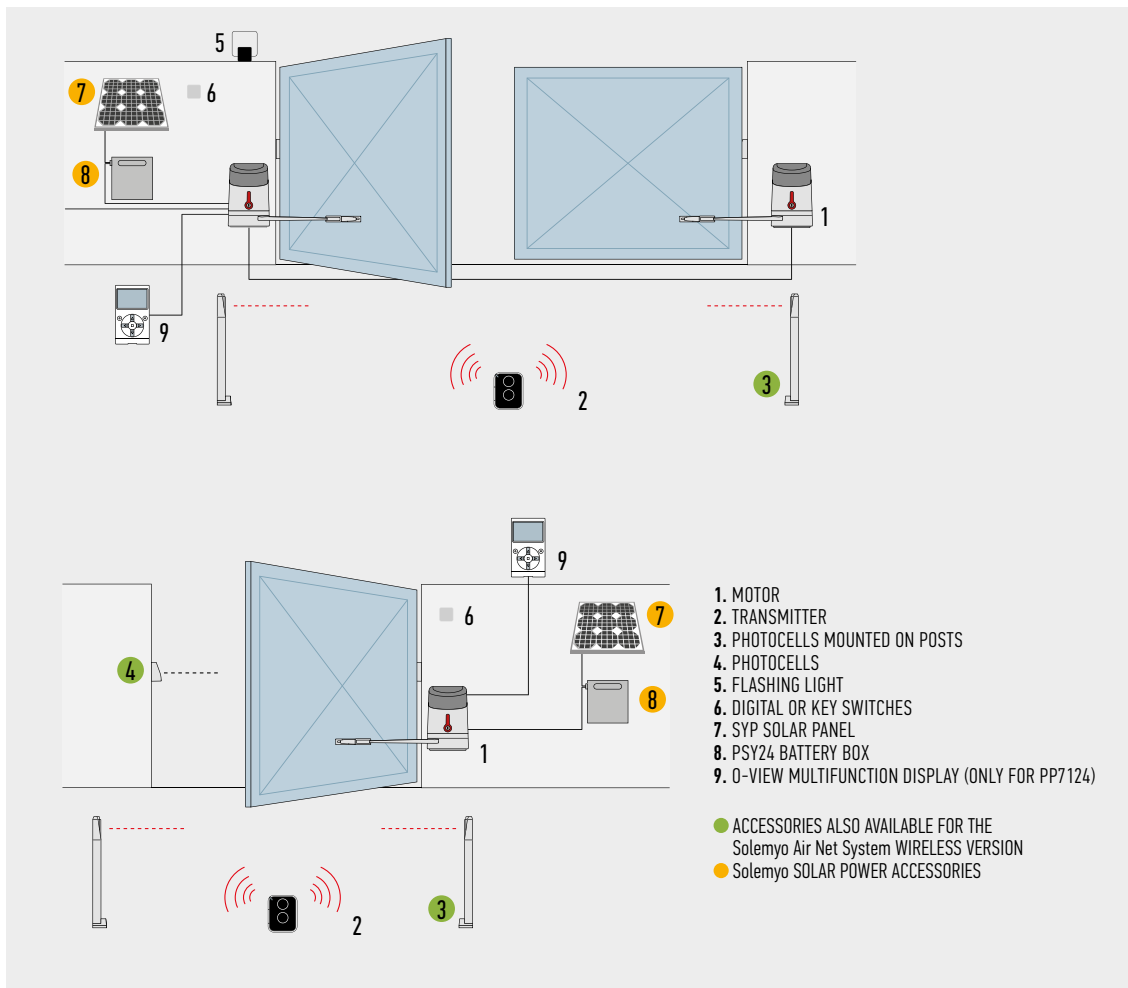 5
7
6
8
1
9
3
2
9
6
7
4
8
1
3
2
1. MOTOR
2. TRANSMITTER
3. PHOTOCELLS MOUNTED ON POSTS
4. PHOTOCELLS
5. FLASHING LIGHT
6. DIGITAL OR KEY SWITCHES
7. SYP SOLAR PANEL
8. PSY24 BATTERY BOX
9. O-VIEW MULTIFUNCTION DISPLAY (ONLY FOR PP7124)
ACCESSORIES ALSO AVAILABLE FOR THE
Solemyo Air Net System WIRELESS VERSION
Solemyo SOLAR POWER ACCESSORIES